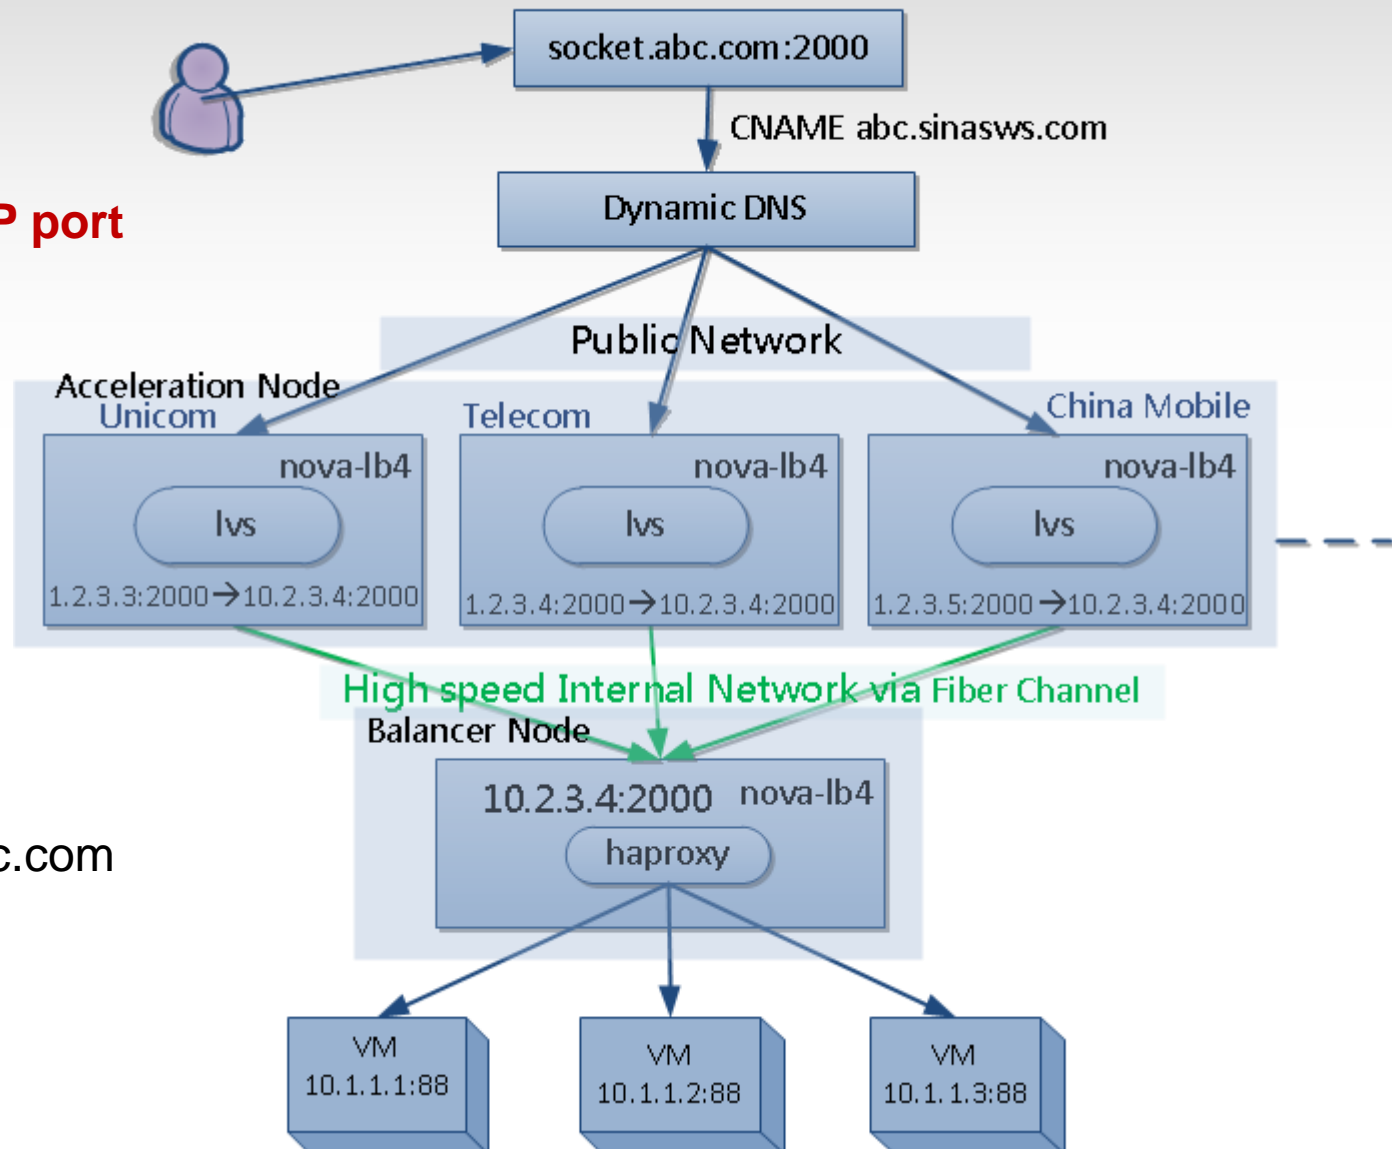 socket.abc.com:2000
CNAME abc.sinasws.com
Dynamic DNS
P port
Public Network
Acceleration Node
Unicom
Telecom
China Mobile
nova-lb4
nova-lb4
nova-lb4
lvs
lvs
lvs
1.2.3.3:2000→10.2.3.4:2000
1.2.3.4:2000→10.2.3.4:2000
1.2.3.5:2000→10.2.3.4:2000
High speed Internal Network via Fiber Channel
Balancer Node
10.2.3.4:2000 nova-lb4
haproxy
c.com
VM
10.1.1.1:88
VM
10.1.1.2:88
VM
10.1.1.3:88